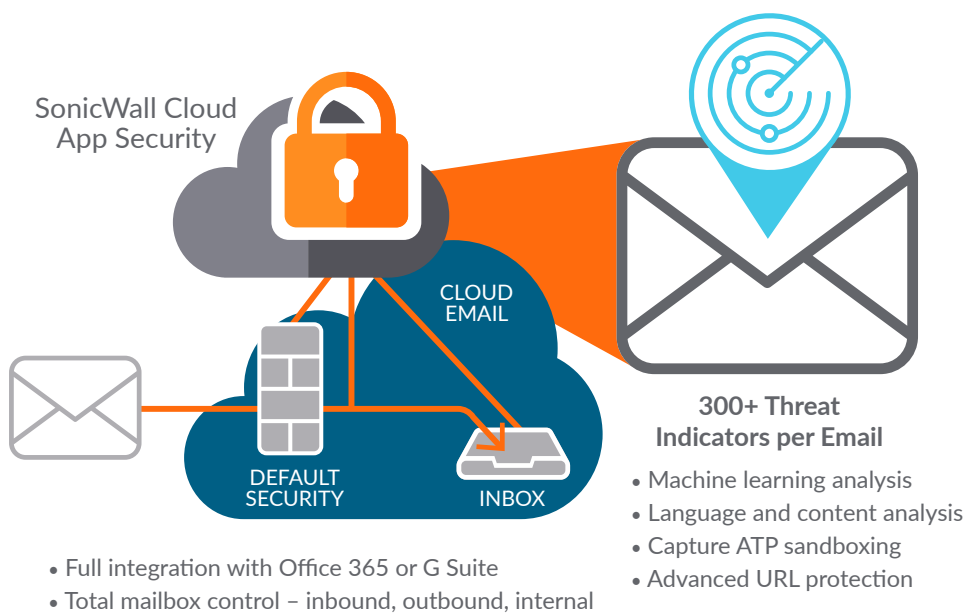 SonicWall Cloud
App Security
CLOUD
EMAIL
DEFAULT
SECURITY
INBOX
• Full integration with Office 365 or G Suite
• Total mailbox control – inbound, outbound, internal
300+ Threat
Indicators per Email
• Machine learning analysis
• Language and content analysis
• Capture ATP sandboxing
• Advanced URL protection